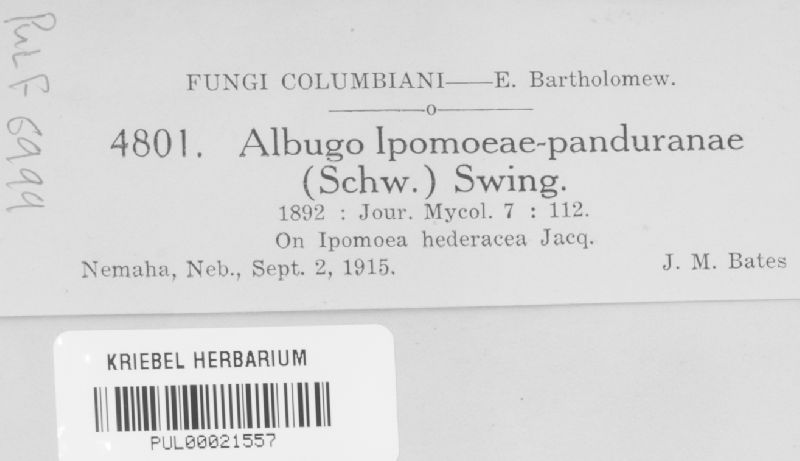 PUL F 6999
FUNGI COLUMBIANI——E. Bartholomew.
o
4801. Albugo Ipomoeae-panduranae
(Schw.) Swing.
1892 : Jour. Mycol. 7 : 112.
On Ipomoea hederacea Jacq.
Nemaha, Neb., Sept. 2, 1915. J. M. Bates
KRIEBEL HERBARIUM
PUL00021557